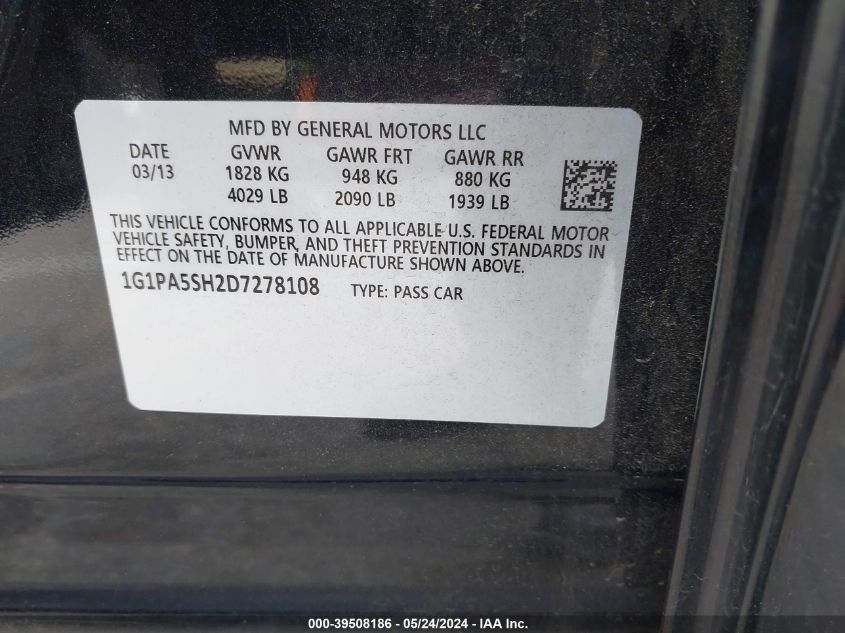 MFD BY GENERAL MOTORS LLC
DATE GVWR GAWR FRT GAWR RR
03/13 1828 KG 948 KG 880 KG
4029 LB 2090 LB 1939 LB
THIS VEHICLE CONFORMS TO ALL APPLICABLE U.S. FEDERAL MOTOR
VEHICLE SAFETY, BUMPER, AND THEFT PREVENTION STANDARDS IN
EFFECT ON THE DATE OF MANUFACTURE SHOWN ABOVE.
1G1PA5SH2D7278108 TYPE: PASS CAR
000-39508186 - 05/24/2024 - IAA Inc.